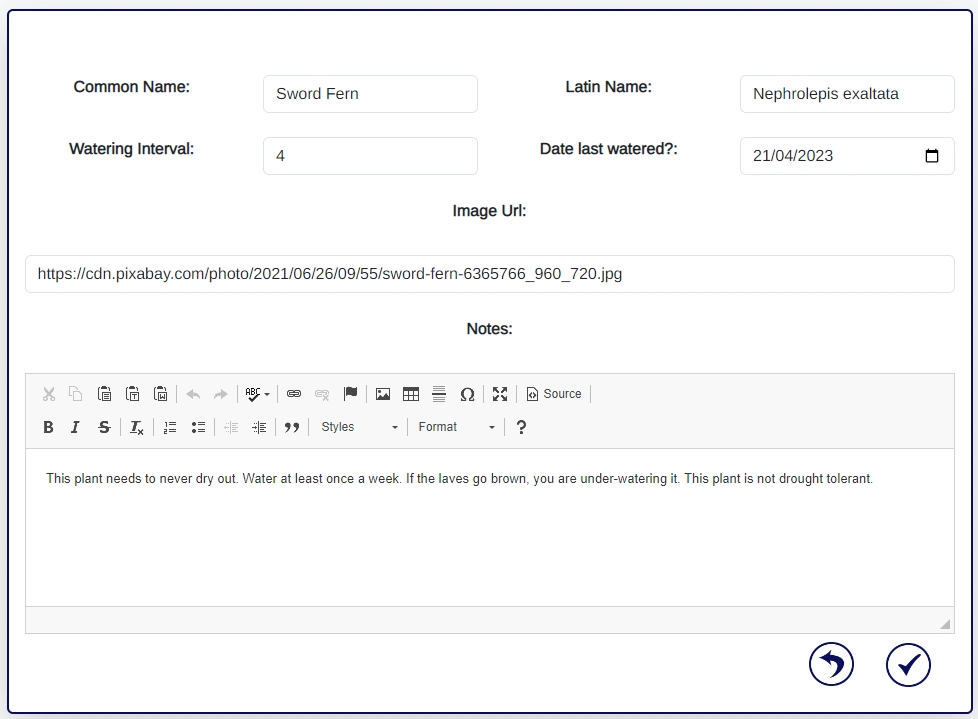 Common Name: Sword Fern Latin Name: Nephrolepis exaltata
Watering Interval: 4 Date last watered?: 21/04/2023
Image Url:
https://cdn.pixabay.com/photo/2021/06/26/09/55/sword-fern-6365766_960_720.jpg
Notes:
ABC Ω Source
B I S Ix Styles Format ?
This plant needs to never dry out. Water at least once a week. If the laves go brown, you are under-watering it. This plant is not drought tolerant.